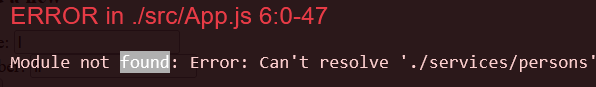 ERROR in ./src/App.js 6:0-47
Module not found: Error: Can't resolve './services/persons'